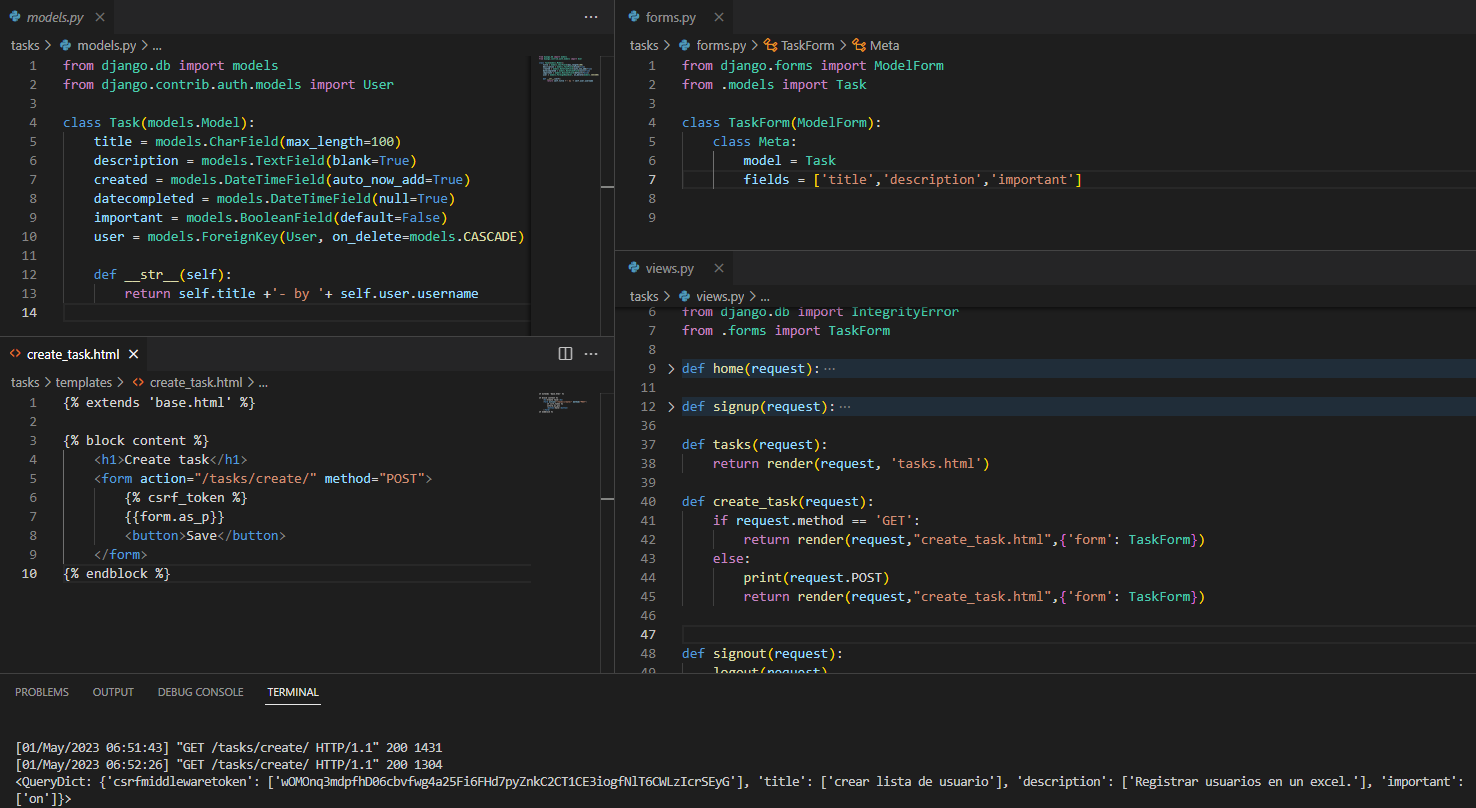 models.py
tasks > models.py > ...
1 from django.db import models
2 from django.contrib.auth.models import User
3
4 class Task(models.Model):
5     title = models.CharField(max_length=100)
6     description = models.TextField(blank=True)
7     created = models.DateTimeField(auto_now_add=True)
8     datecompleted = models.DateTimeField(null=True)
9     important = models.BooleanField(default=False)
10     user = models.ForeignKey(User, on_delete=models.CASCADE)
11
12     def __str__(self):
13         return self.title +'- by '+ self.user.username
14
create_task.html
tasks > templates > create_task.html > ...
1 {% extends 'base.html' %}
2
3 {% block content %}
4     <h1>Create task</h1>
5     <form action="/tasks/create/" method="POST">
6         {% csrf_token %}
7         {{form.as_p}}
8         <button>Save</button>
9     </form>
10 {% endblock %}
forms.py
tasks > forms.py > TaskForm > Meta
1 from django.forms import ModelForm
2 from .models import Task
3
4 class TaskForm(ModelForm):
5     class Meta:
6         model = Task
7         fields = ['title','description','important']
8
9
views.py
tasks > views.py > ...
6 from django.db import IntegrityError
7 from .forms import TaskForm
8
9 def home(request): ...
11
12 def signup(request): ...
36
37 def tasks(request):
38     return render(request, 'tasks.html')
39
40 def create_task(request):
41     if request.method == 'GET':
42         return render(request,"create_task.html",{'form': TaskForm})
43     else:
44         print(request.POST)
45         return render(request,"create_task.html",{'form': TaskForm})
46
47
48 def signout(request):
49     logout(request)
PROBLEMS OUTPUT DEBUG CONSOLE TERMINAL
[01/May/2023 06:51:43] "GET /tasks/create/ HTTP/1.1" 200 1431
[01/May/2023 06:52:26] "GET /tasks/create/ HTTP/1.1" 200 1304
<QueryDict: {'csrfmiddlewaretoken': ['wOMOnq3mdpfhD06cbvfwg4a25Fi6FHd7pyZnkC2CT1CE3iogfNlT6CWLzIcrSEyG'], 'title': ['crear lista de usuario'], 'description': ['Registrar usuarios en un excel.'], 'important':
['on']}>